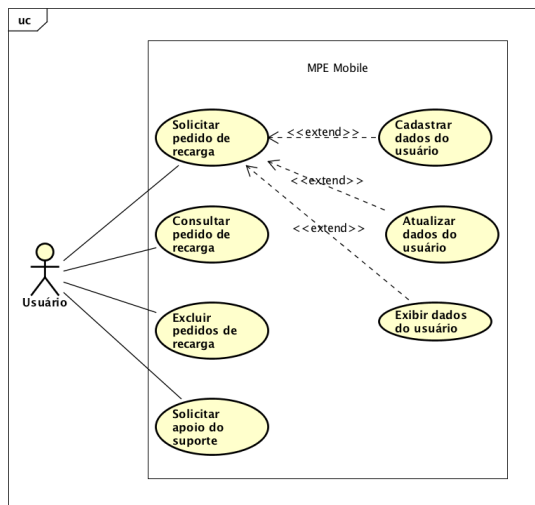 uc
MPE Mobile
Solicitar
pedido de
recarga
<<extend>>
Cadastrar
dados do
usuário
<<extend>>
Consultar
pedido de
recarga
Atualizar
dados do
usuário
<<extend>>
Usuário
Excluir
pedidos de
recarga
Exibir dados
do usuário
Solicitar
apoio do
suporte